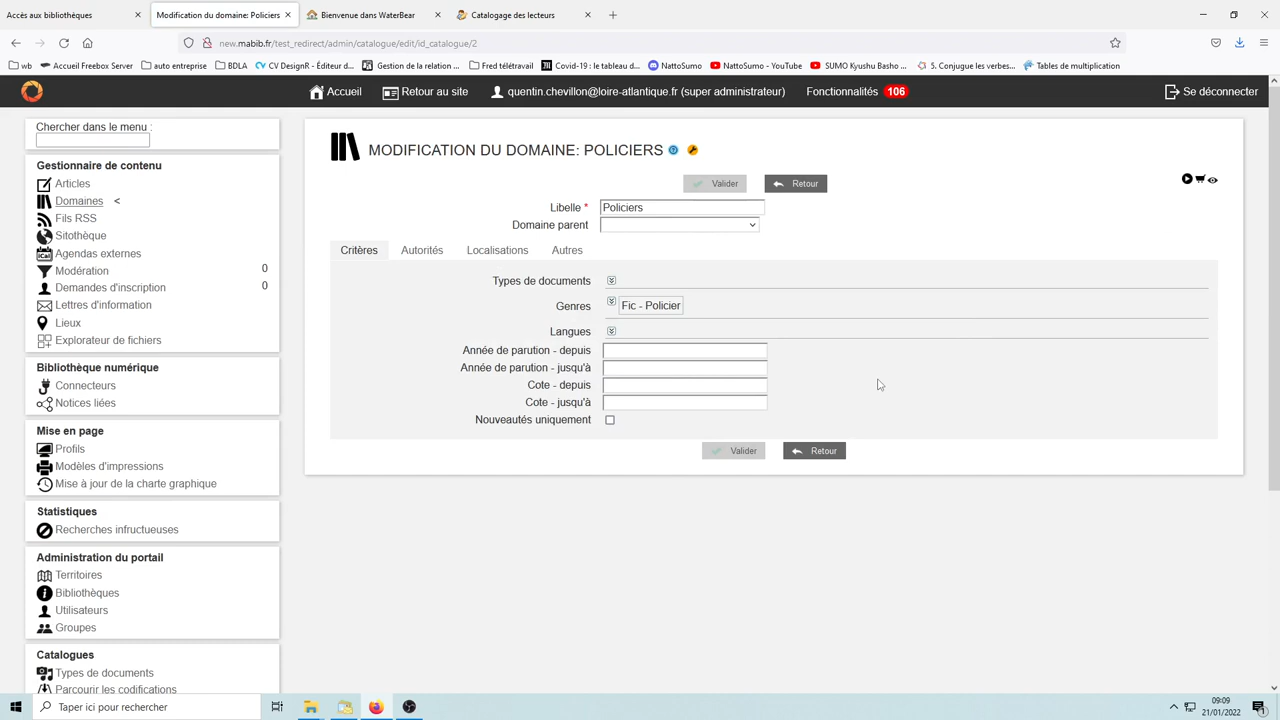 Accès aux bibliothèques
Modification du domaine: Policiers
Bienvenue dans WaterBear
Catalogage des lecteurs
new.mabib.fr/test_redirect/admin/catalogue/edit/id_catalogue/2
wb
Accueil Freebox Server
auto entreprise
BDLA
CV DesignR - Éditeur d...
Gestion de la relation ...
Fred télétravail
Covid-19 : le tableau d...
NattoSumo
NattoSumo - YouTube
SUMO Kyushu Basho ...
5. Conjugue les verbes...
Tables de multiplication
Accueil
Retour au site
quentin.chevillon@loire-atlantique.fr (super administrateur)
Fonctionnalités 106
Se déconnecter
Chercher dans le menu :
Gestionnaire de contenu
Articles
Domaines <
Fils RSS
Sitothèque
Agendas externes
Modération 0
Demandes d'inscription 0
Lettres d'information
Lieux
Explorateur de fichiers
Bibliothèque numérique
Connecteurs
Notices liées
Mise en page
Profils
Modèles d'impressions
Mise à jour de la charte graphique
Statistiques
Recherches infructueuses
Administration du portail
Territoires
Bibliothèques
Utilisateurs
Groupes
Catalogues
Types de documents
Parcourir les codifications
MODIFICATION DU DOMAINE: POLICIERS
Valider
Retour
Libelle * Policiers
Domaine parent
Critères
Autorités
Localisations
Autres
Types de documents
Genres Fic - Policier
Langues
Année de parution - depuis
Année de parution - jusqu'à
Cote - depuis
Cote - jusqu'à
Nouveautés uniquement
Valider
Retour
Taper ici pour rechercher
09:09
21/01/2022
1